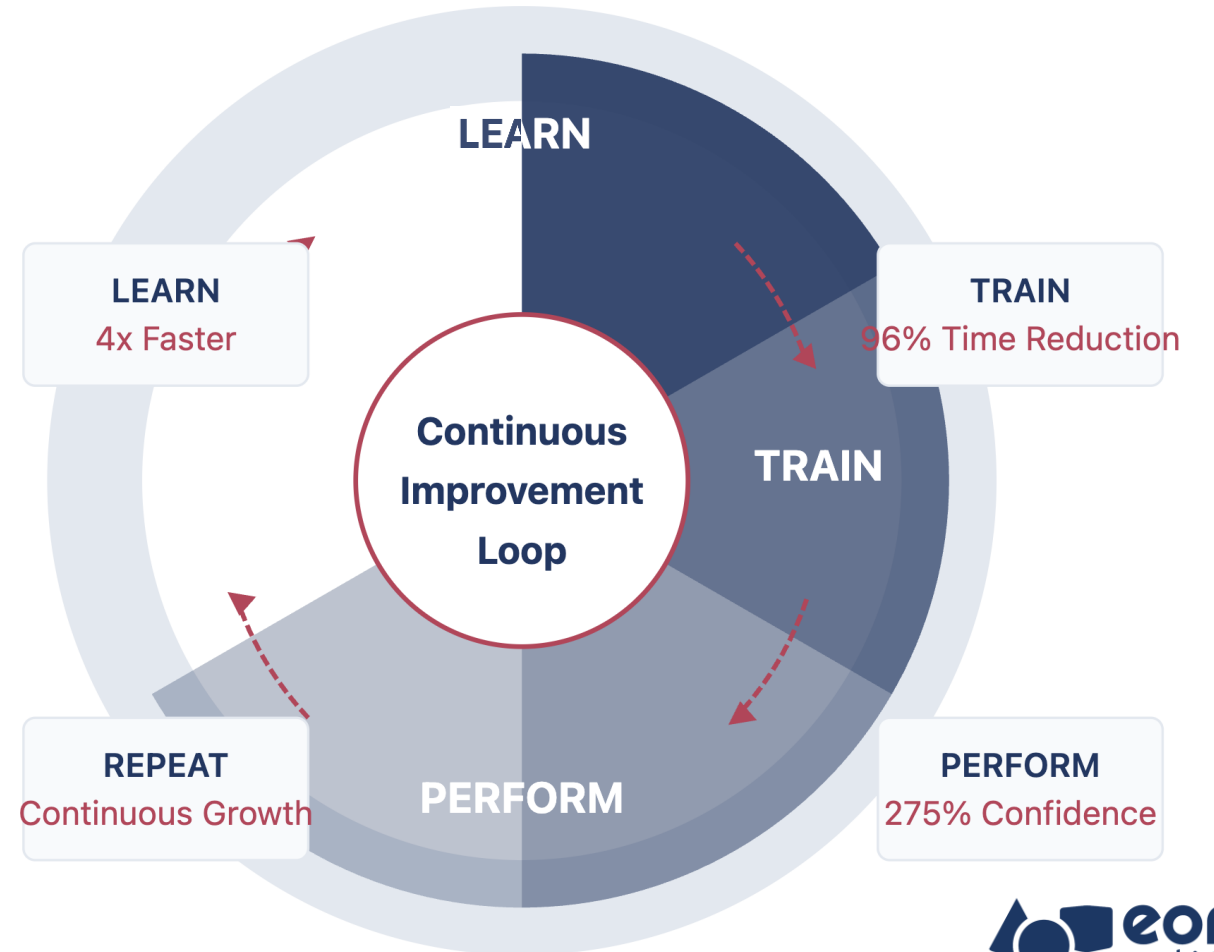 LEARN
LEARN
4x Faster
TRAIN
96% Time Reduction
Continuous
Improvement
Loop
TRAIN
REPEAT
Continuous Growth
PERFORM
PERFORM
275% Confidence